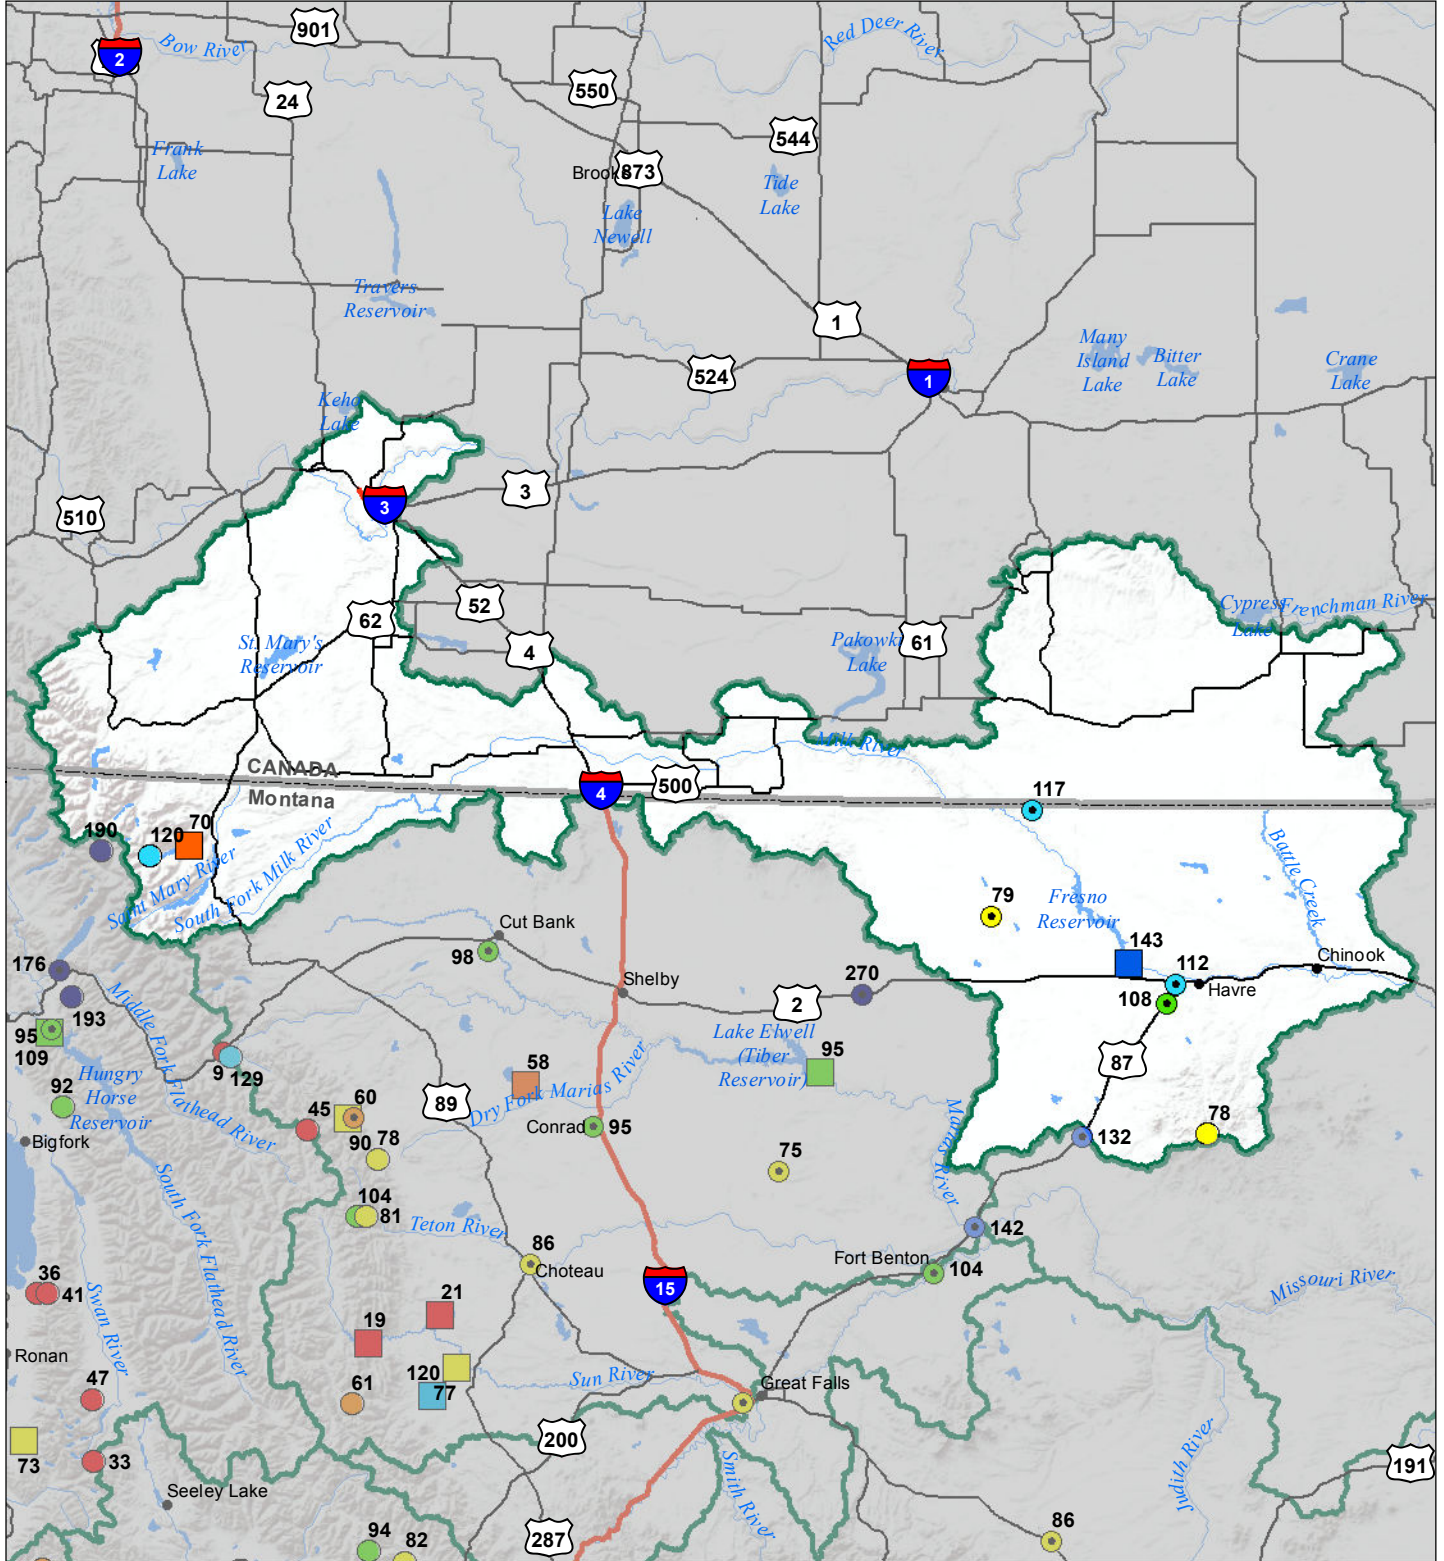 901
Bow River
2
Red Deer River
24
550
544
Frank
Lake
Brooks
873
Tide
Lake
Lake
Newell
Travers
Reservoir
1
Many
Island
Lake
Bitter
Lake
Crane
Lake
524
1
Keho
Lake
3
3
510
62
52
4
St. Mary's
Reservoir
Pakowki
Lake
61
Cypress
Lake
Frenchman River
Milk River
CANADA
Montana
4
500
117
190
120
70
Saint Mary River
South Fork Milk River
Battle Creek
79
Fresno
Reservoir
Cut Bank
98
143
112
Chinook
176
Shelby
270
108
Havre
193
2
Middle Fork Flathead River
95
109
Lake Elwell
(Tiber
Reservoir)
95
9
129
58
87
92
Hungry
Horse
Reservoir
89
Dry Fork Marias River
45
60
Conrad
95
Marias River
78
132
Bigfork
90
78
75
South Fork Flathead River
104
81
Teton River
142
86
Choteau
Fort Benton
104
36
41
Swan River
21
15
Missouri River
19
Ronan
120
77
Sun River
Great Falls
47
61
200
73
33
Smith River
Judith River
191
Seeley Lake
94
82
287
86